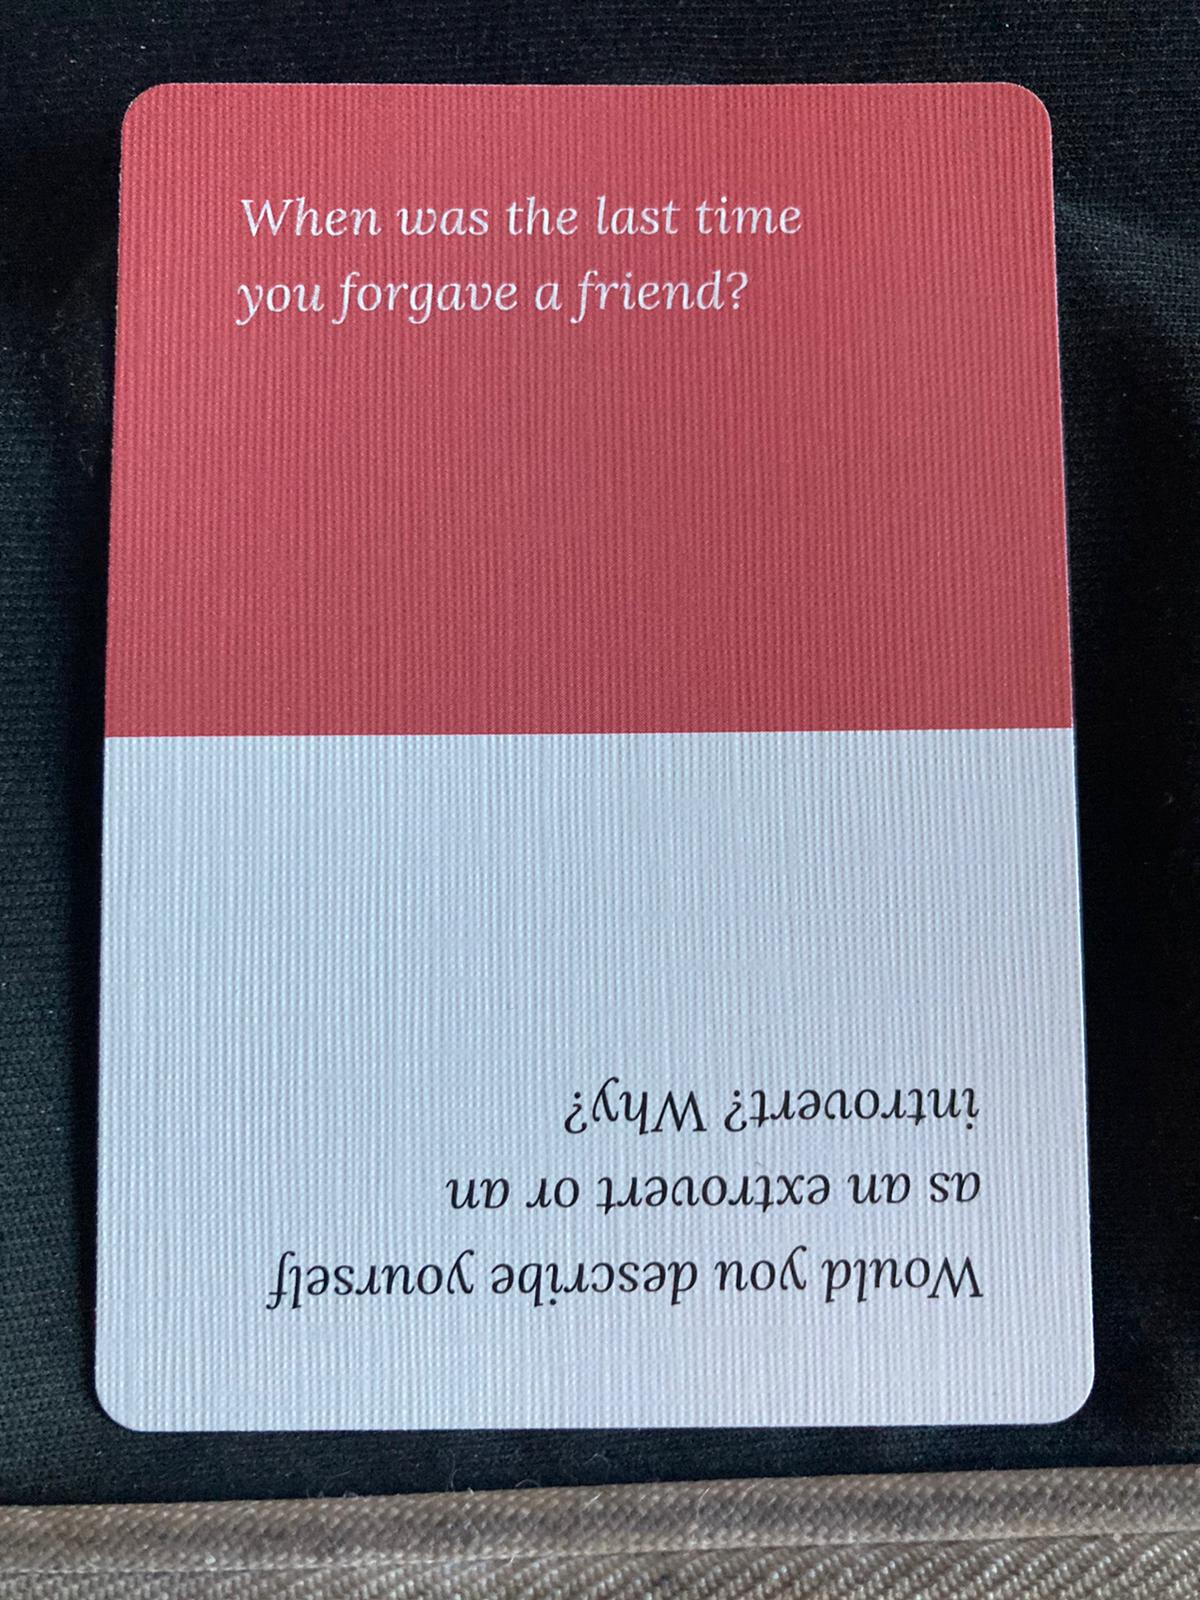 When was the last time
you forgave a friend?
Would you describe yourself
as an extrovert or an
introvert? Why?